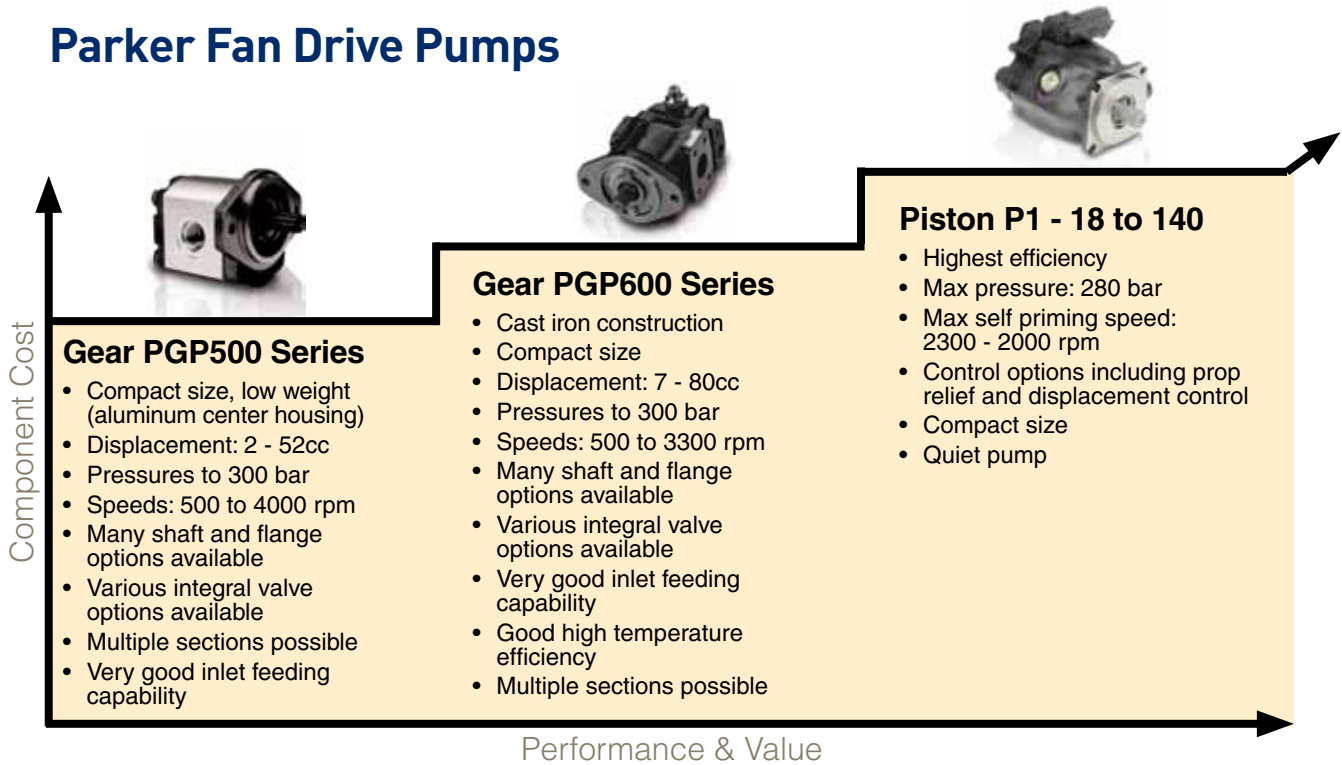 Parker Fan Drive Pumps
Component Cost
Gear PGP500 Series
• Compact size, low weight
(aluminum center housing)
• Displacement: 2 - 52cc
• Pressures to 300 bar
• Speeds: 500 to 4000 rpm
• Many shaft and flange
options available
• Various integral valve
options available
• Multiple sections possible
• Very good inlet feeding
capability
Gear PGP600 Series
• Cast iron construction
• Compact size
• Displacement: 7 - 80cc
• Pressures to 300 bar
• Speeds: 500 to 3300 rpm
• Many shaft and flange
options available
• Various integral valve
options available
• Very good inlet feeding
capability
• Good high temperature
efficiency
• Multiple sections possible
Piston P1 - 18 to 140
• Highest efficiency
• Max pressure: 280 bar
• Max self priming speed:
2300 - 2000 rpm
• Control options including prop
relief and displacement control
• Compact size
• Quiet pump
Performance & Value